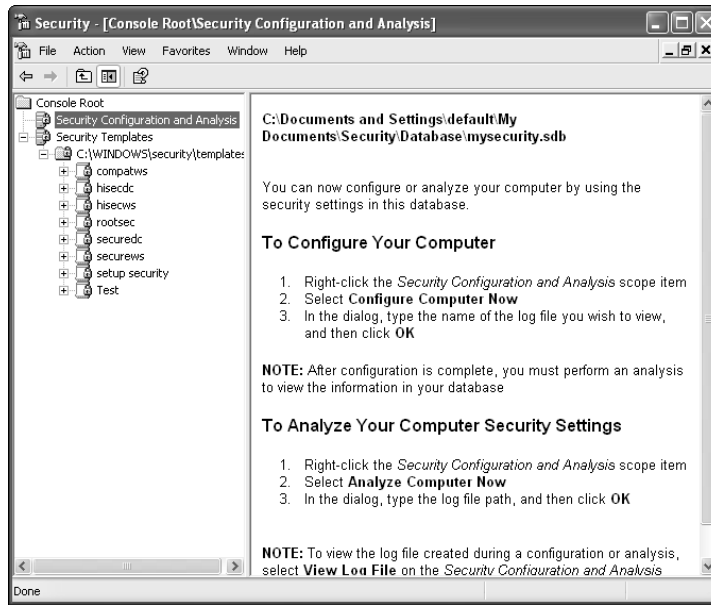 Security - [Console Root\Security Configuration and Analysis]
File Action View Favorites Window Help
Console Root
Security Configuration and Analysis
Security Templates
C:\WINDOWS\security\templates
compatws
hisecdc
hisecws
rootsec
securedc
securews
setup security
Test
C:\Documents and Settings\default\My
Documents\Security\Database\mysecurity.sdb
You can now configure or analyze your computer by using the
security settings in this database.
To Configure Your Computer
1. Right-click the Security Configuration and Analysis scope item
2. Select Configure Computer Now
3. In the dialog, type the name of the log file you wish to view,
and then click OK
NOTE: After configuration is complete, you must perform an analysis
to view the information in your database
To Analyze Your Computer Security Settings
1. Right-click the Security Configuration and Analysis scope item
2. Select Analyze Computer Now
3. In the dialog, type the log file path, and then click OK
NOTE: To view the log file created during a configuration or analysis,
select View Log File on the Security Configuration and Analysis
Done